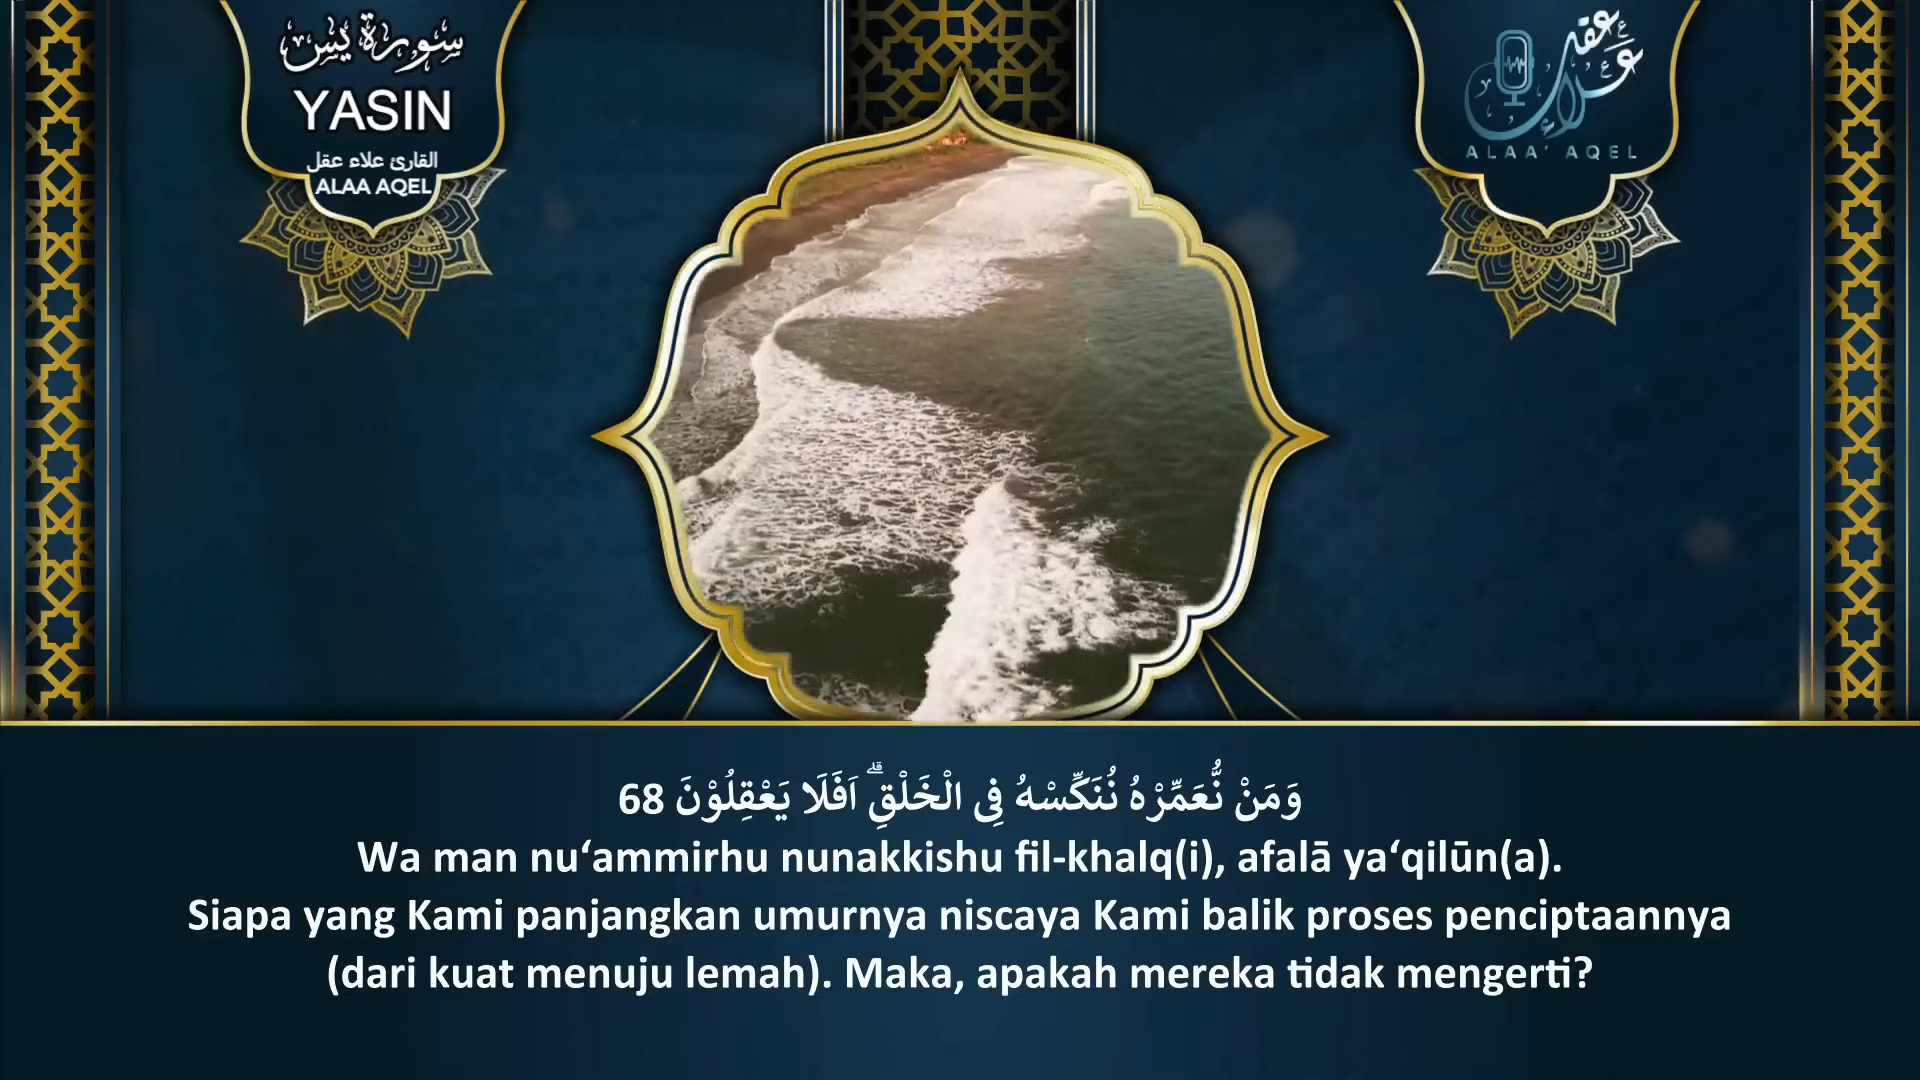 سورة يس
YASIN
القارئ علاء عقل
ALAA AQEL
علاء عقل
ALAA' AQEL
وَمَنْ نُّعَمِّرْهُ نُنَكِّسْهُ فِى الْخَلْقِۗ اَفَلَا يَعْقِلُوْنَ 68
Wa man nu‘ammirhu nunakkishu fil-khalq(i), afalā ya‘qilūn(a).
Siapa yang Kami panjangkan umurnya niscaya Kami balik proses penciptaannya
(dari kuat menuju lemah). Maka, apakah mereka tidak mengerti?